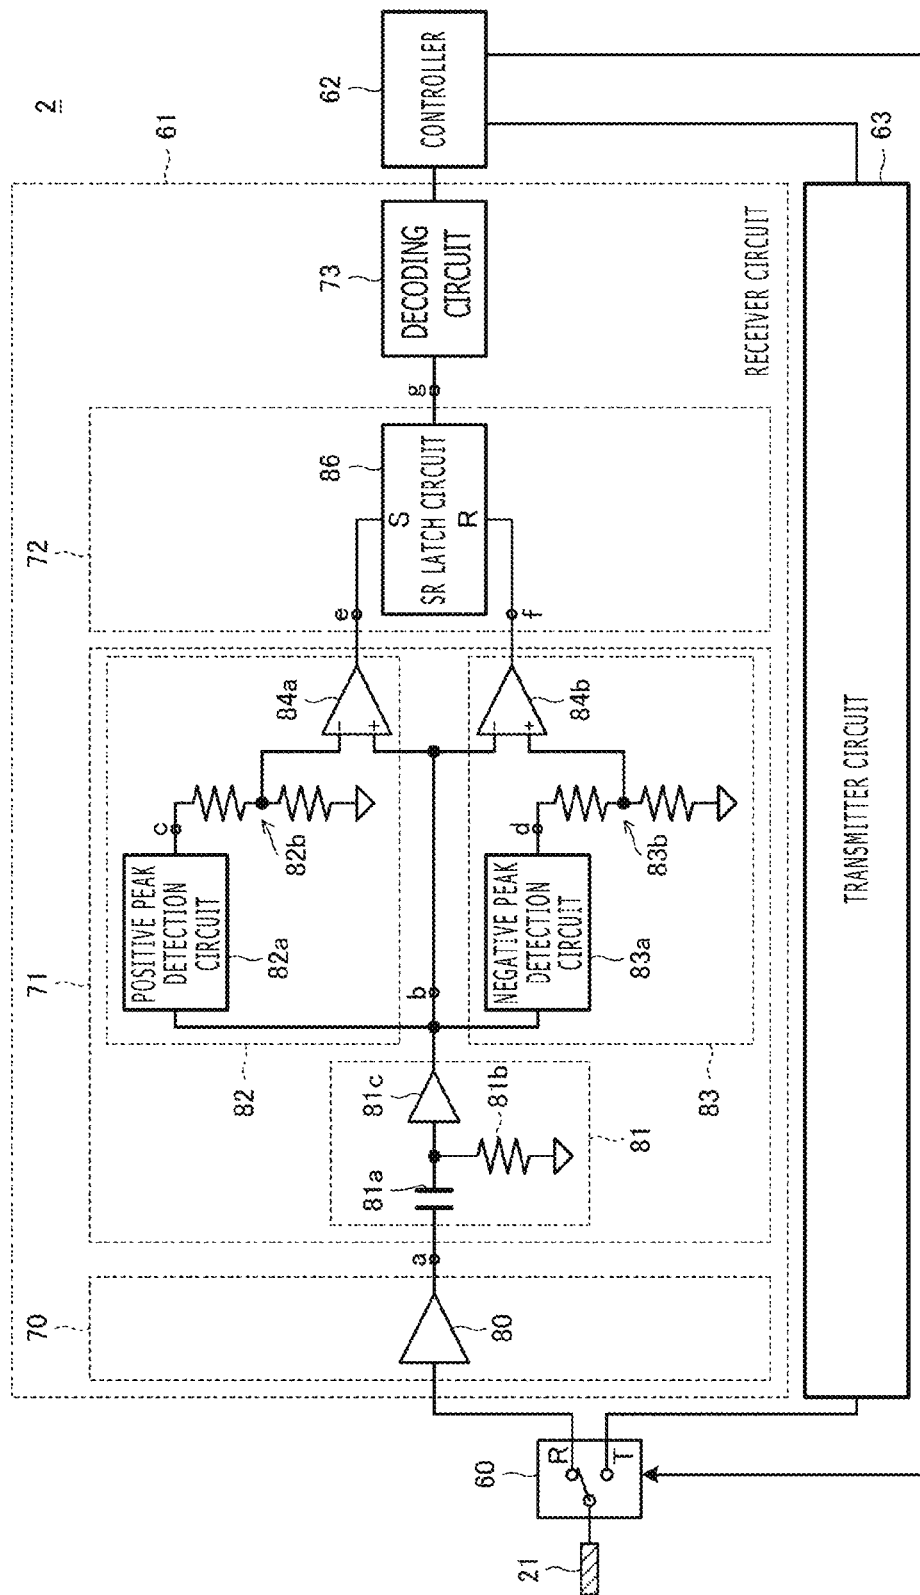 2
61
70
71
72
RECEIVER CIRCUIT
21
60
R
T
80
a
81
81a
81b
81c
b
82
POSITIVE PEAK
DETECTION
CIRCUIT
82a
c
82b
84a
-
+
83
NEGATIVE PEAK
DETECTION
CIRCUIT
83a
d
83b
84b
-
+
e
f
S
SR LATCH CIRCUIT
R
86
g
DECODING
CIRCUIT
73
CONTROLLER
62
TRANSMITTER CIRCUIT
63